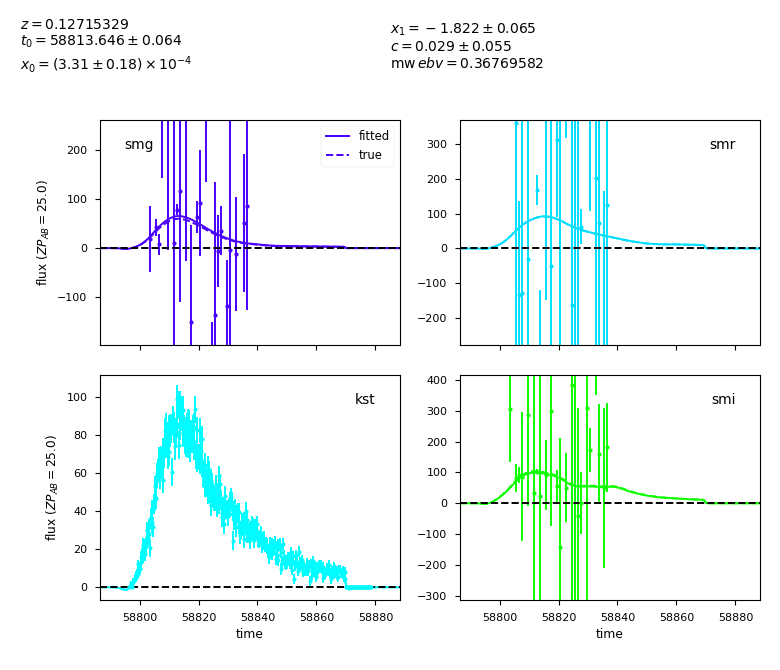 z = 0.12715329
t₀ = 58813.646 ± 0.064
x₀ = (3.31 ± 0.18) × 10⁻⁴
x₁ = −1.822 ± 0.065
c = 0.029 ± 0.055
mw ebv = 0.36769582
smg
fitted
true
200
100
0
−100
flux (ZP_AB = 25.0)
smr
300
200
100
0
−100
−200
kst
100
80
60
40
20
0
flux (ZP_AB = 25.0)
58800 58820 58840 58860 58880
time
smi
400
300
200
100
0
−100
−200
−300
58800 58820 58840 58860 58880
time